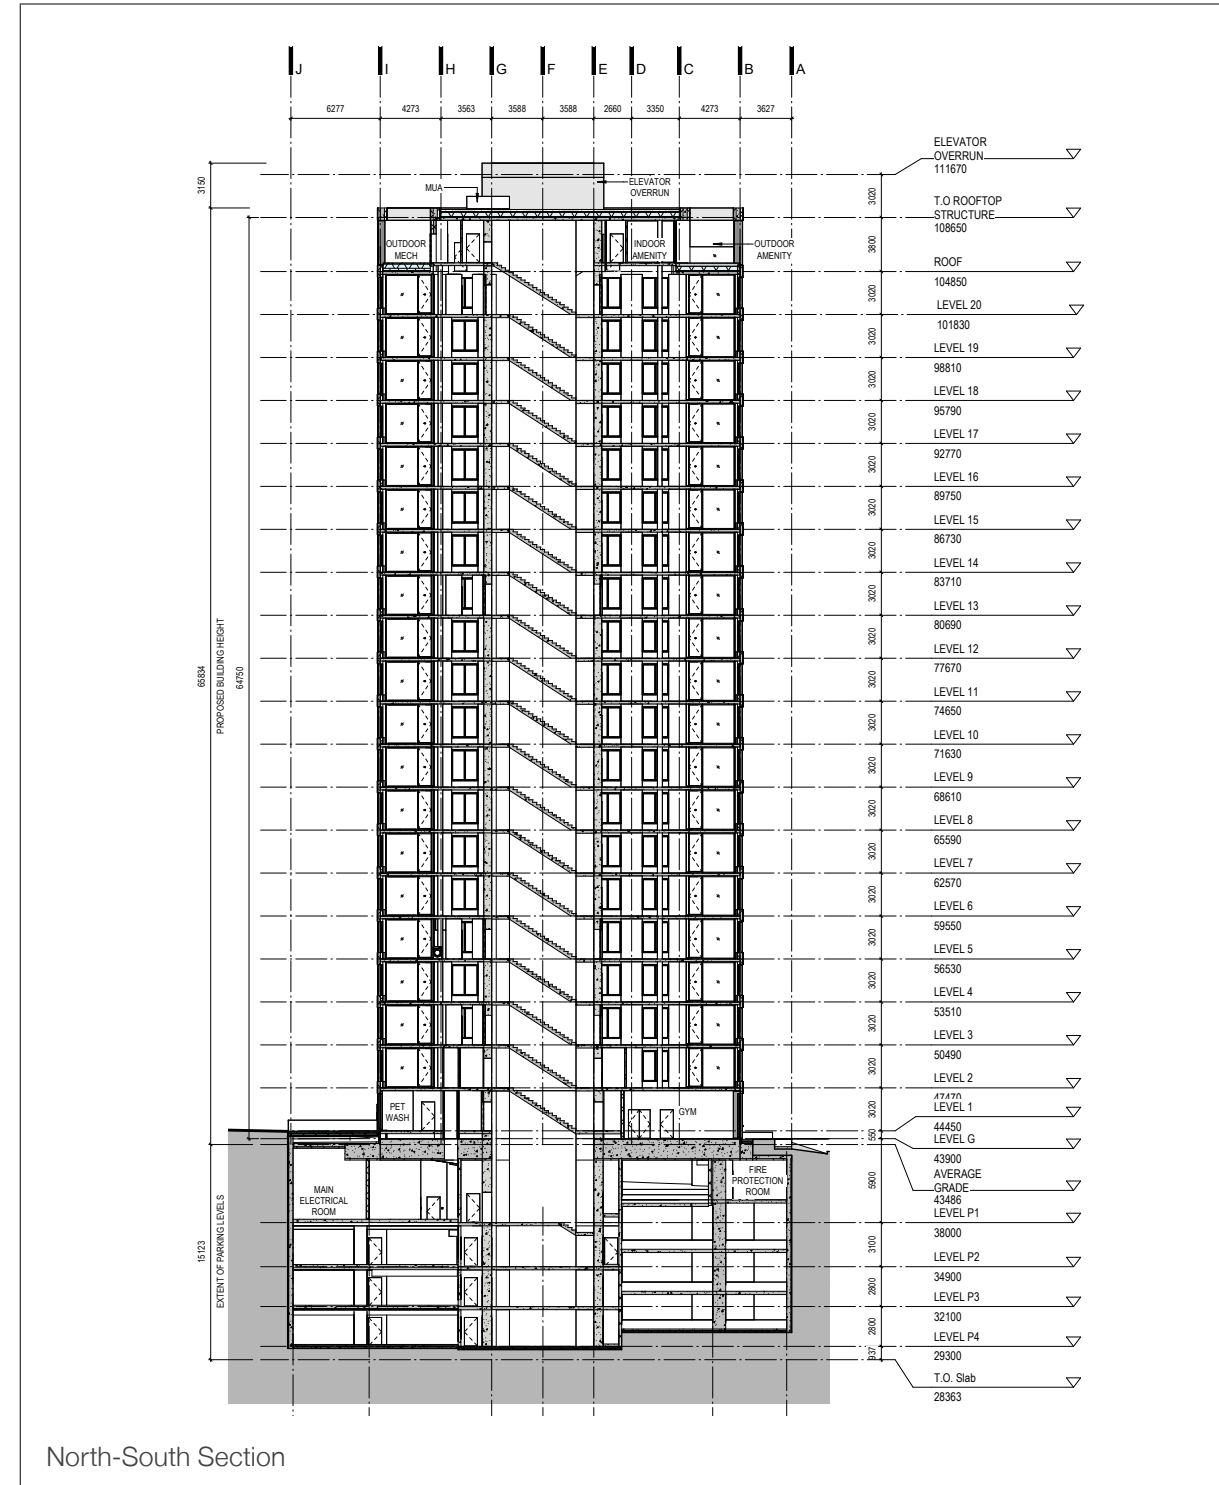 J I H G F E D C B A
6277 4273 3563 3588 3588 2660 3350 4273 3627
ELEVATOR
OVERRUN
111670
3150
MUA
ELEVATOR
OVERRUN
3020
T.O ROOFTOP
STRUCTURE
108650
OUTDOOR
MECH
INDOOR
AMENITY
OUTDOOR
AMENITY
3800
ROOF
104850
3020
LEVEL 20
101830
3020
LEVEL 19
98810
3020
LEVEL 18
95790
3020
LEVEL 17
92770
3020
LEVEL 16
89750
3020
LEVEL 15
86730
3020
LEVEL 14
83710
3020
LEVEL 13
80690
3020
LEVEL 12
77670
3020
LEVEL 11
74650
3020
LEVEL 10
71630
3020
LEVEL 9
68610
3020
LEVEL 8
65590
3020
LEVEL 7
62570
3020
LEVEL 6
59550
3020
LEVEL 5
56530
3020
LEVEL 4
53510
3020
LEVEL 3
50490
3020
LEVEL 2
47470
65834
PROPOSED BUILDING HEIGHT
64750
PET
WASH
GYM
3020
LEVEL 1
44450
550
LEVEL G
43900
AVERAGE
GRADE
43486
MAIN
ELECTRICAL
ROOM
FIRE
PROTECTION
ROOM
5900
LEVEL P1
38000
3100
LEVEL P2
34900
2800
LEVEL P3
32100
2800
LEVEL P4
29300
937
T.O. Slab
28363
15123
EXTENT OF PARKING LEVELS
North-South Section